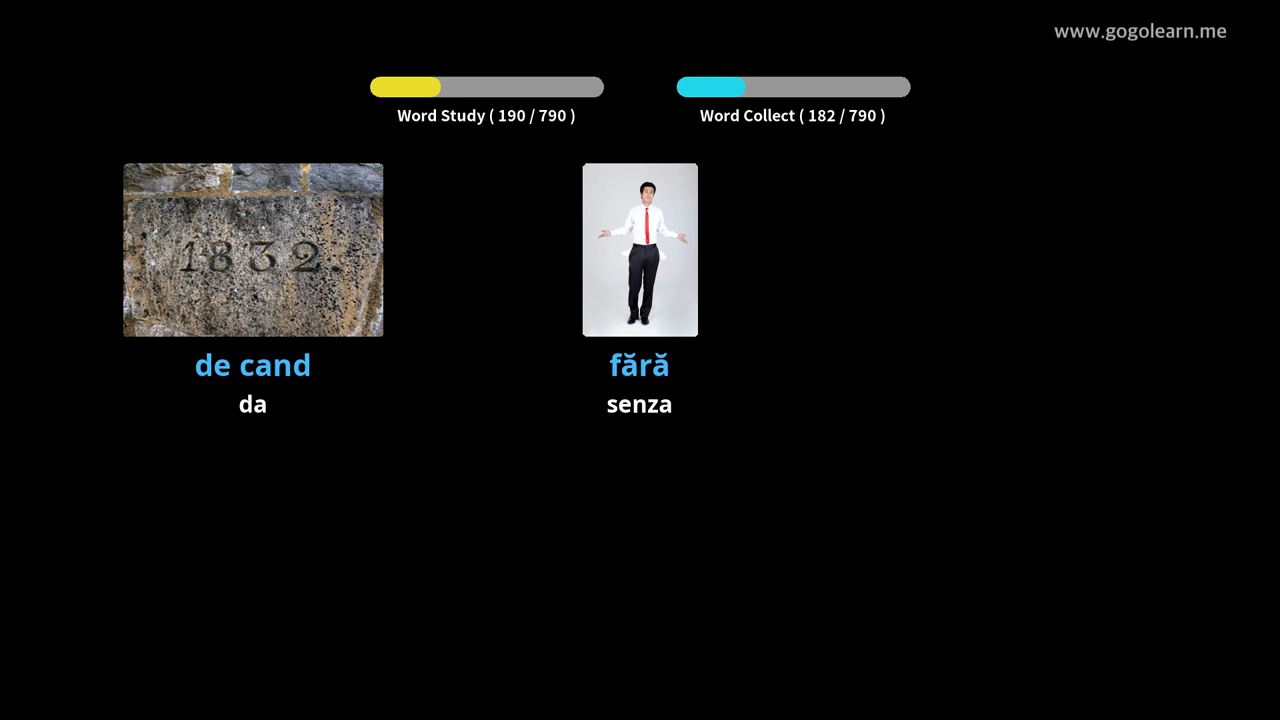 www.gogolearn.me
Word Study ( 190 / 790 )
Word Collect ( 182 / 790 )
1832.
de cand
da
fără
senza